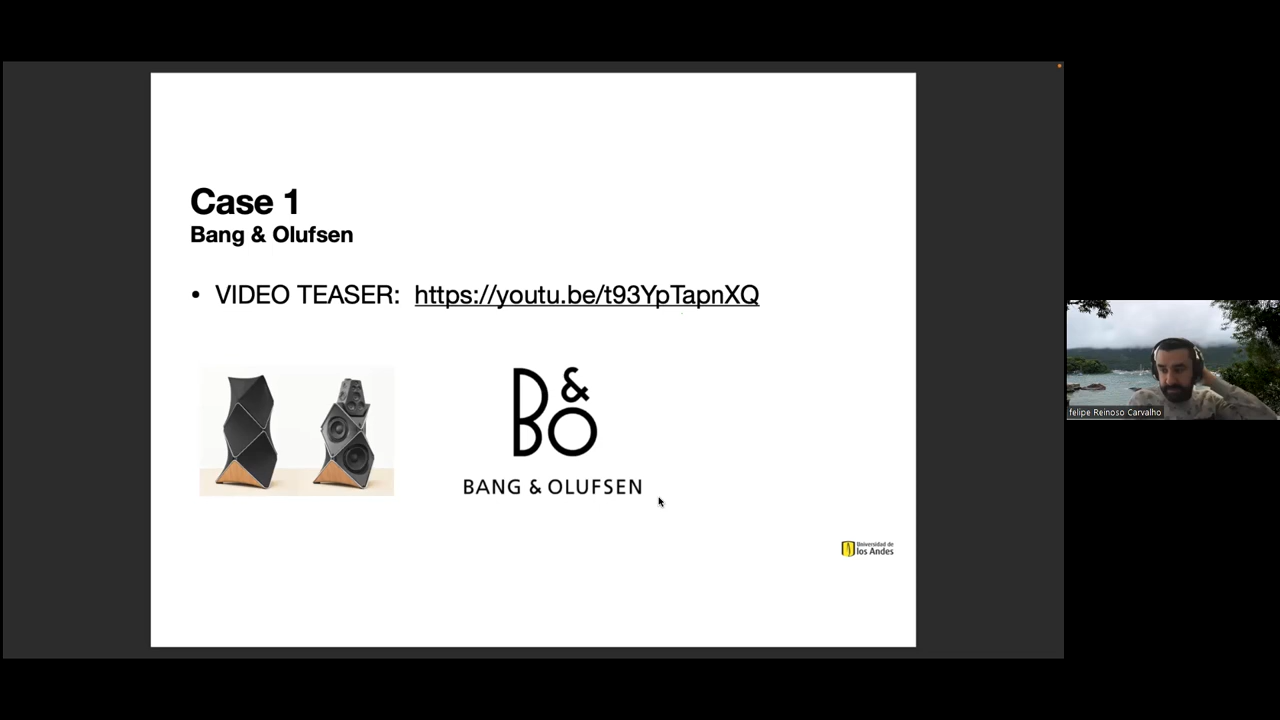 Case 1
Bang & Olufsen
• VIDEO TEASER: https://youtu.be/t93YpTapnXQ
B&O
BANG & OLUFSEN
Universidad de
los Andes
felipe Reinoso Carvalho